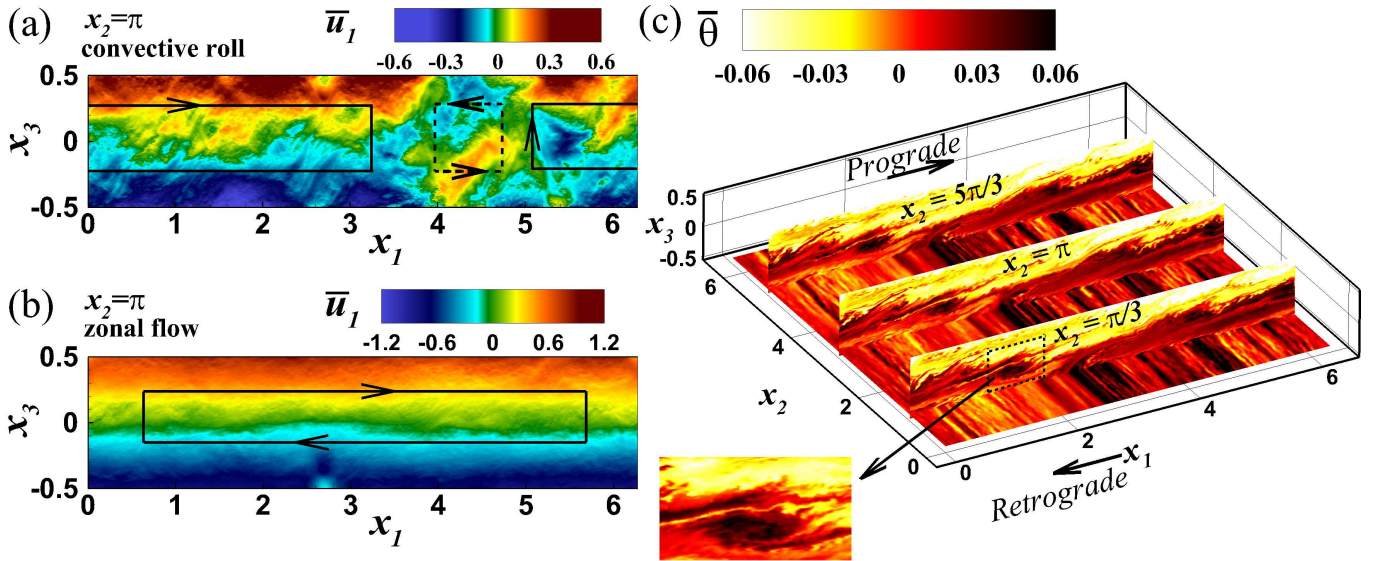 (a)
x₂=π
convective roll
u̅₁
-0.6 -0.3 0 0.3 0.6
0.5
0
-0.5
x₃
0 1 2 3 4 5 6
x₁
(b)
x₂=π
zonal flow
u̅₁
-1.2 -0.6 0 0.6 1.2
0.5
0
-0.5
x₃
0 1 2 3 4 5 6
x₁
(c)
θ̅
-0.06 -0.03 0 0.03 0.06
Prograde
x₂ = 5π/3
x₂ = π
x₂ = π/3
0.5
0
-0.5
x₃
6
4
2
0
x₂
0
2
4
6
x₁
Retrograde